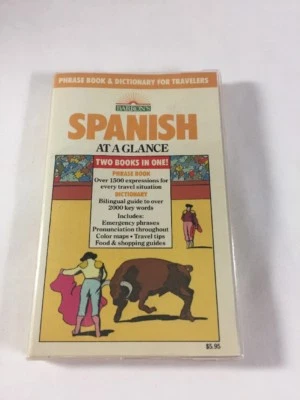 PHRASE BOOK & DICTIONARY FOR TRAVELERS
BARRON'S
SPANISH
AT A GLANCE
TWO BOOKS IN ONE!
PHRASE BOOK
Over 1500 expressions for
every travel situation
DICTIONARY
Bilingual guide to over
2000 key words
Includes:
Emergency phrases
Pronunciation throughout
Color maps • Travel tips
Food & shopping guides
$5.95